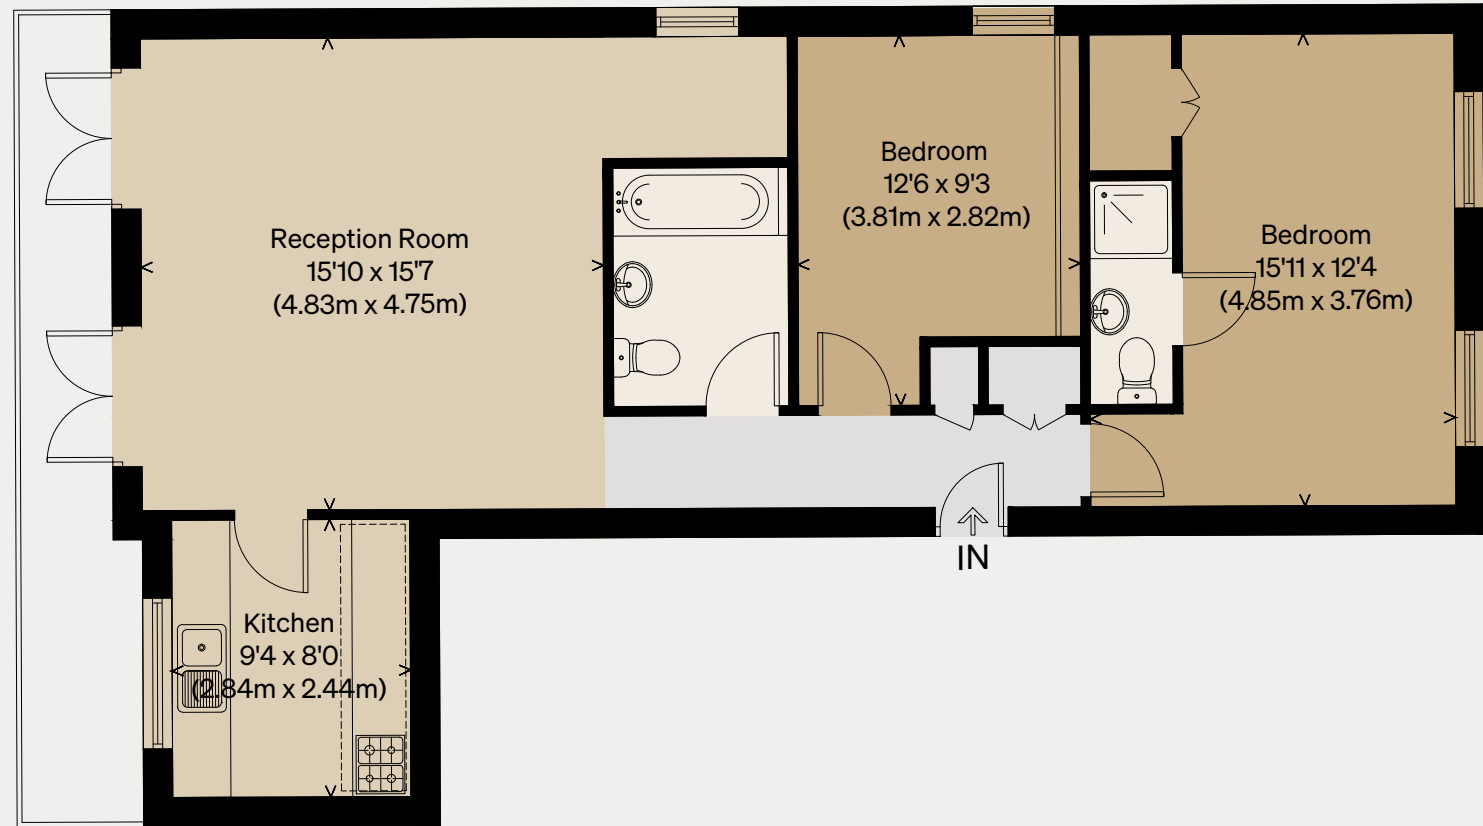 Reception Room
15'10 x 15'7
(4.83m x 4.75m)
Bedroom
12'6 x 9'3
(3.81m x 2.82m)
Bedroom
15'11 x 12'4
(4.85m x 3.76m)
IN
Kitchen
9'4 x 8'0
(2.84m x 2.44m)